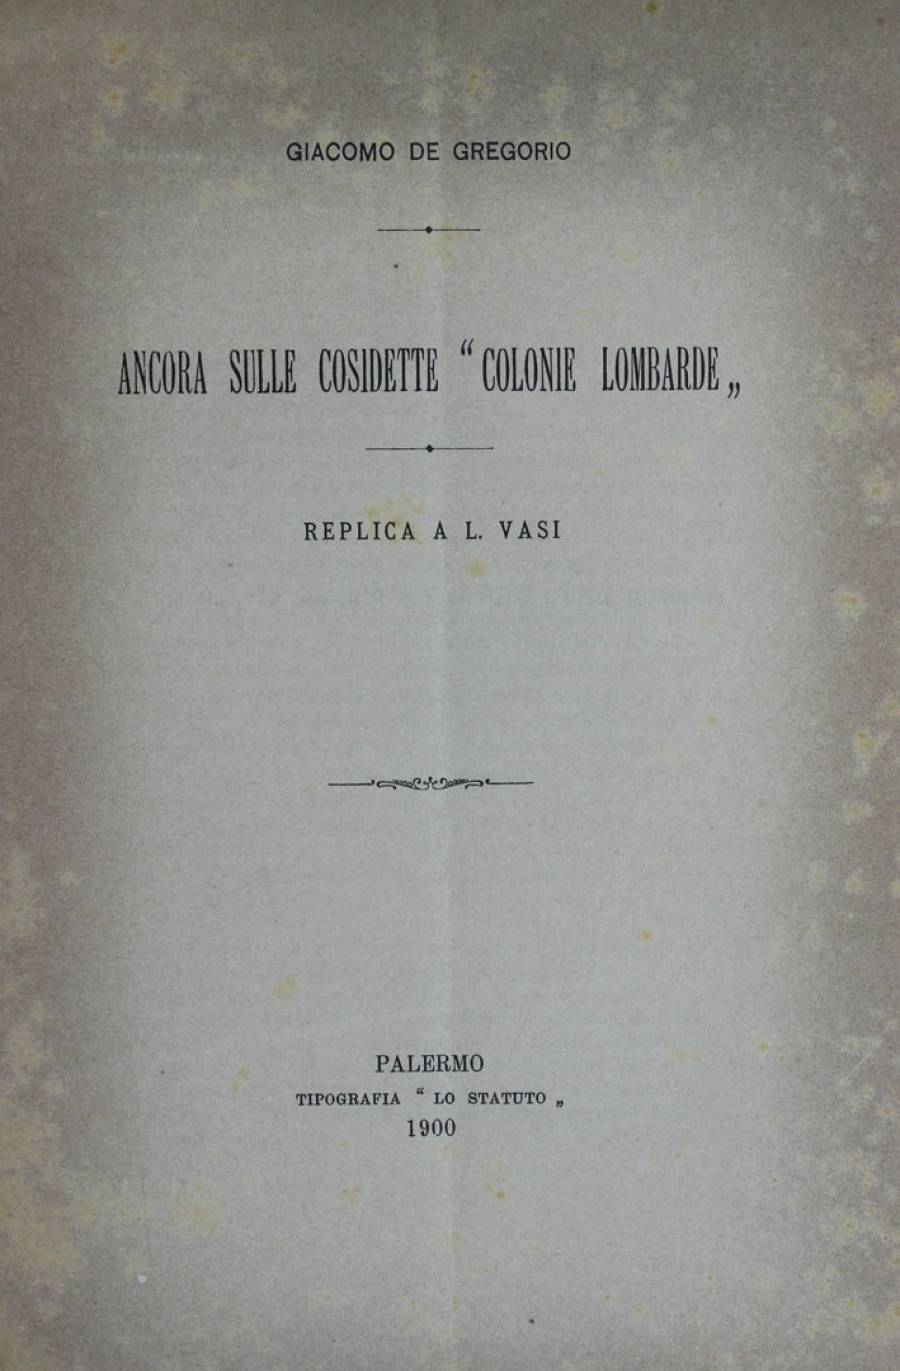 GIACOMO DE GREGORIO
ANCORA SULLE COSIDETTE “ COLONIE LOMBARDE „
REPLICA A L. VASI
PALERMO
TIPOGRAFIA “ LO STATUTO „
1900